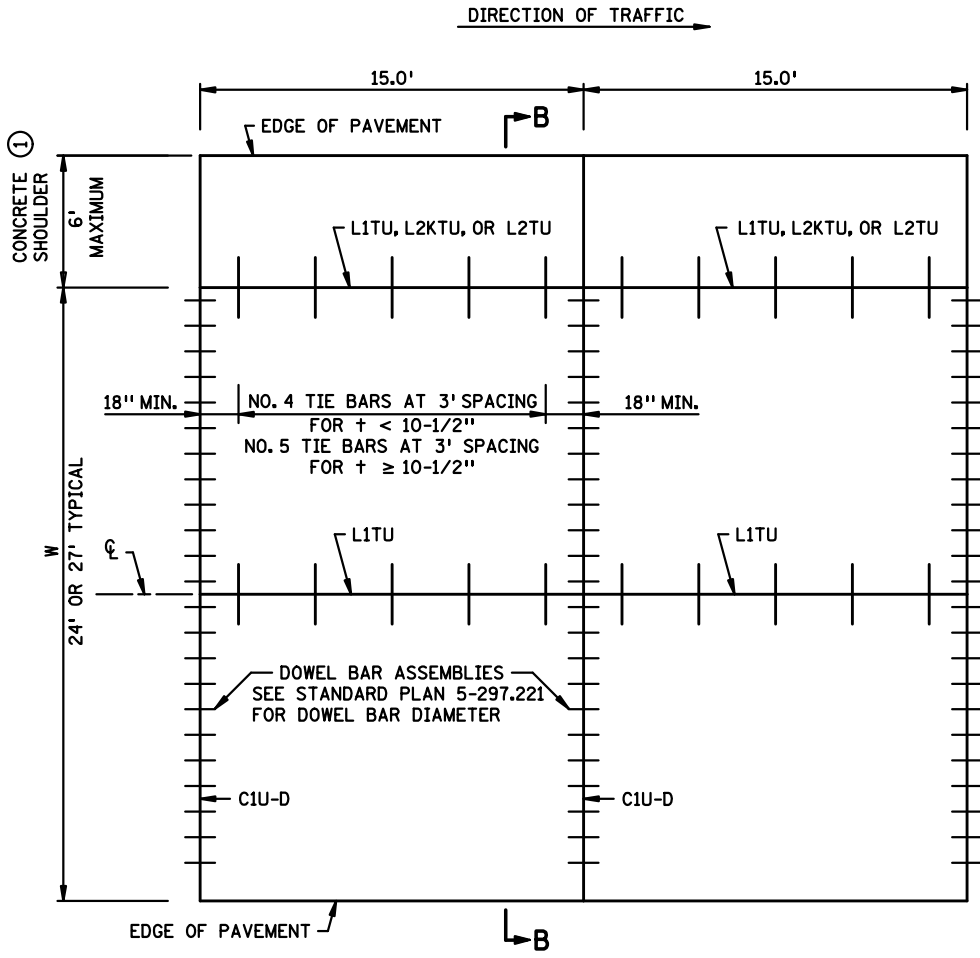 DIRECTION OF TRAFFIC
15.0'
15.0'
B
EDGE OF PAVEMENT
1
CONCRETE
SHOULDER
6'
MAXIMUM
L1TU, L2KTU, OR L2TU
L1TU, L2KTU, OR L2TU
18" MIN.
NO. 4 TIE BARS AT 3' SPACING
FOR † < 10-1/2"
NO. 5 TIE BARS AT 3' SPACING
FOR † ≥ 10-1/2"
18" MIN.
W
24' OR 27' TYPICAL
℄
L1TU
L1TU
DOWEL BAR ASSEMBLIES
SEE STANDARD PLAN 5-297.221
FOR DOWEL BAR DIAMETER
C1U-D
C1U-D
EDGE OF PAVEMENT
B